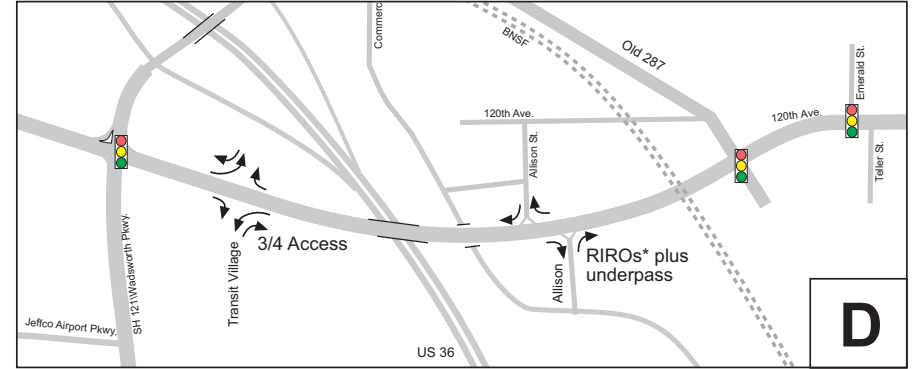 Commerc
BNSF
Old 287
120th Ave.
Allison St.
120th Ave.
Emerald St.
Teller St.
SH 121\Wadsworth Pkwy.
Transit Village
3/4 Access
Allison
RIROs* plus
underpass
Jeffco Airport Pkwy.
US 36
D